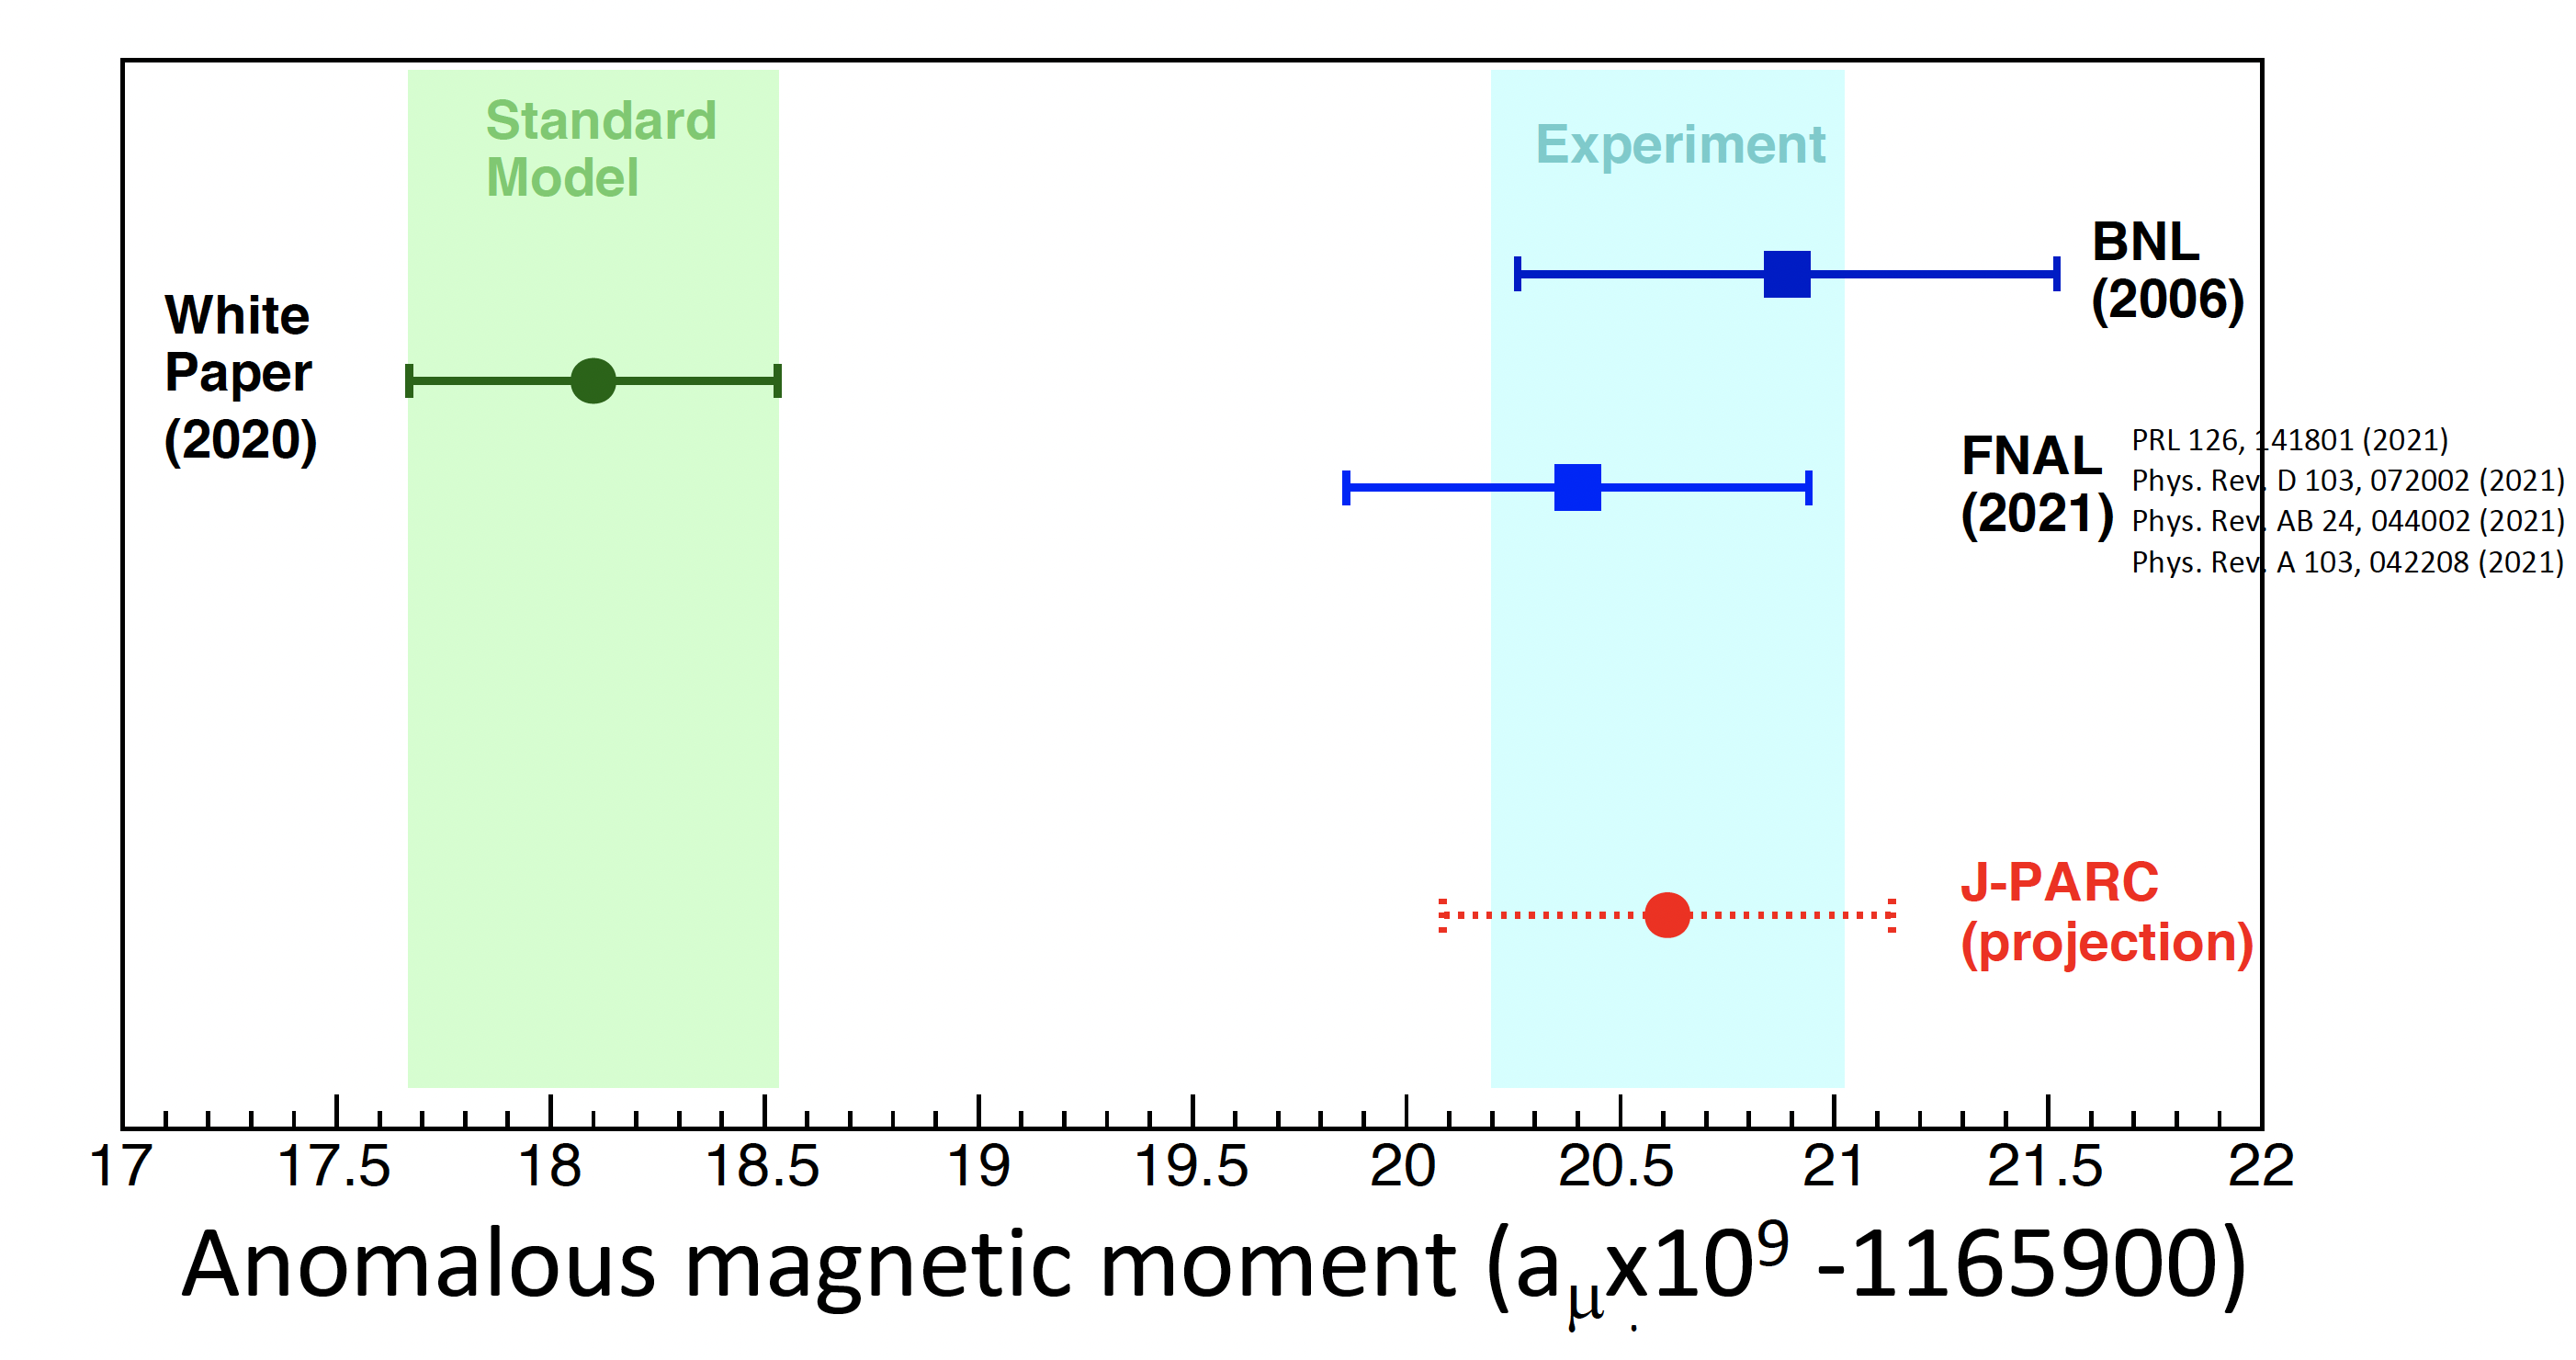 Standard
Model
Experiment
BNL
(2006)
White
Paper
(2020)
FNAL
(2021)
PRL 126, 141801 (2021)
Phys. Rev. D 103, 072002 (2021)
Phys. Rev. AB 24, 044002 (2021)
Phys. Rev. A 103, 042208 (2021)
J-PARC
(projection)
17 17.5 18 18.5 19 19.5 20 20.5 21 21.5 22
Anomalous magnetic moment (aμx10⁹ -1165900)